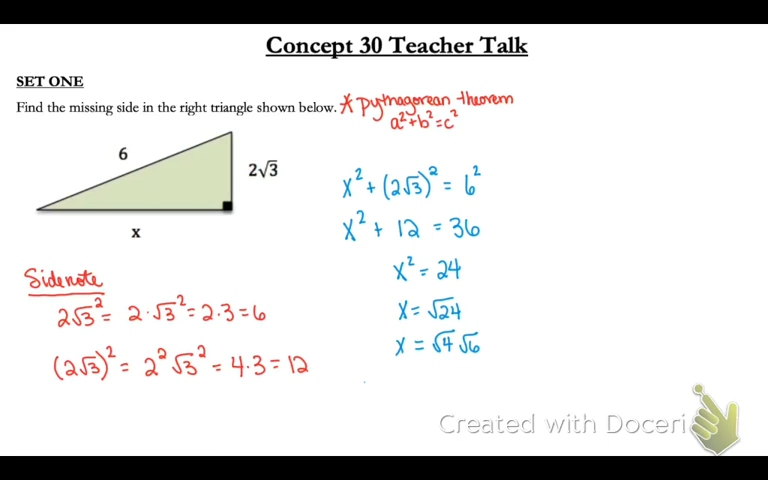 Concept 30 Teacher Talk
SET ONE
Find the missing side in the right triangle shown below.
* pythagorean theorem
a² + b² = c²
6
2√3
x
x² + (2√3)² = 6²
x² + 12 = 36
x² = 24
x = √24
x = √4 √6
Sidenote
2√3² = 2·√3² = 2·3 = 6
(2√3)² = 2² √3² = 4·3 = 12
Created with Doceri